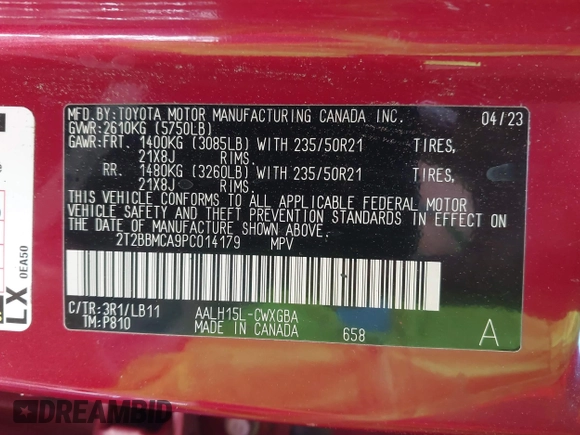 MFD.BY:TOYOTA MOTOR MANUFACTURING CANADA INC. 04/23
GVWR:2610KG (5750LB)
GAWR:FRT. 1400KG (3085LB) WITH 235/50R21 TIRES,
21X8J RIMS.
RR. 1480KG (3260LB) WITH 235/50R21 TIRES,
21X8J RIMS.
THIS VEHICLE CONFORMS TO ALL APPLICABLE FEDERAL MOTOR
VEHICLE SAFETY AND THEFT PREVENTION STANDARDS IN EFFECT ON
THE DATE OF MANUFACTURE SHOWN ABOVE.
2T2BBMCA9PC014179 MPV
C/TR:3R1/LB11 AALH15L-CWXGBA
TM:P810 MADE IN CANADA 658 A
LX 0EA50
DREAMBID